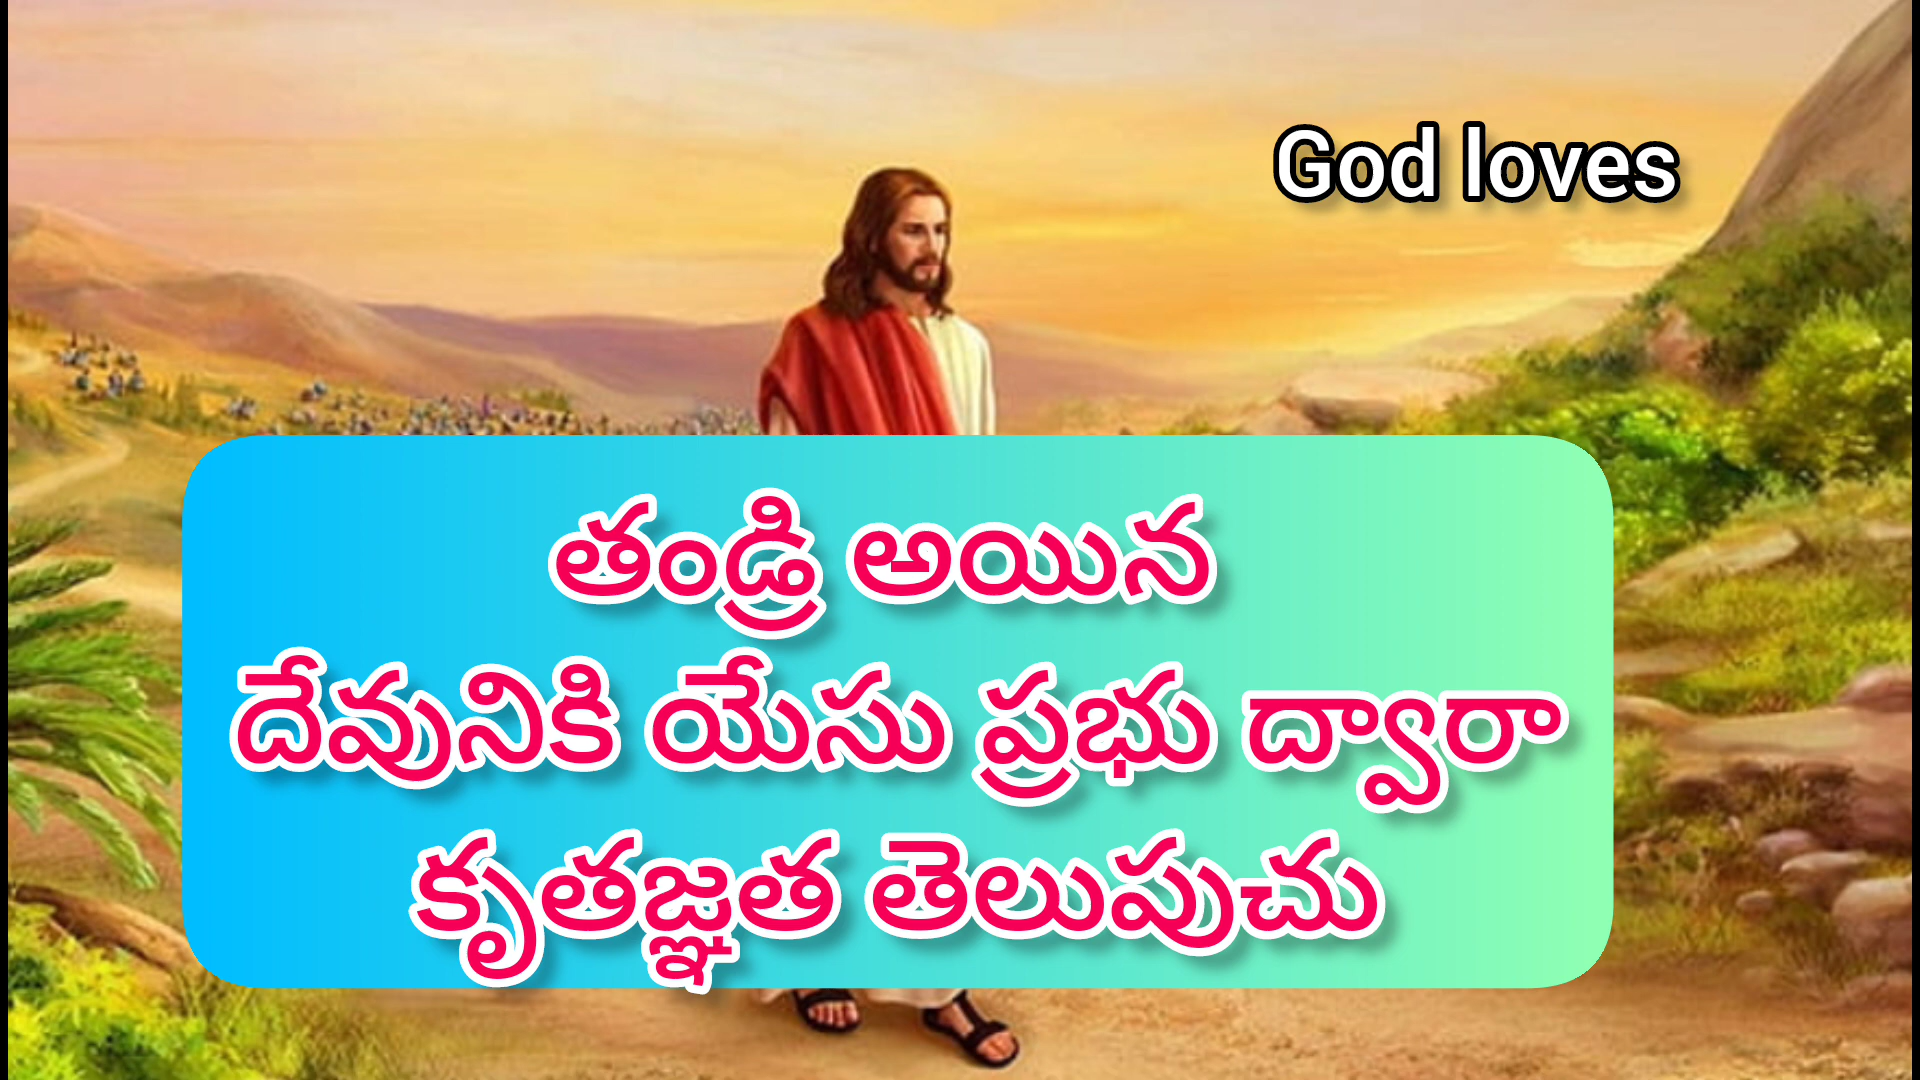 God loves
తండ్రి అయిన
దేవునికి యేసు ప్రభు ద్వారా
కృతజ్ఞత తెలుపుచు